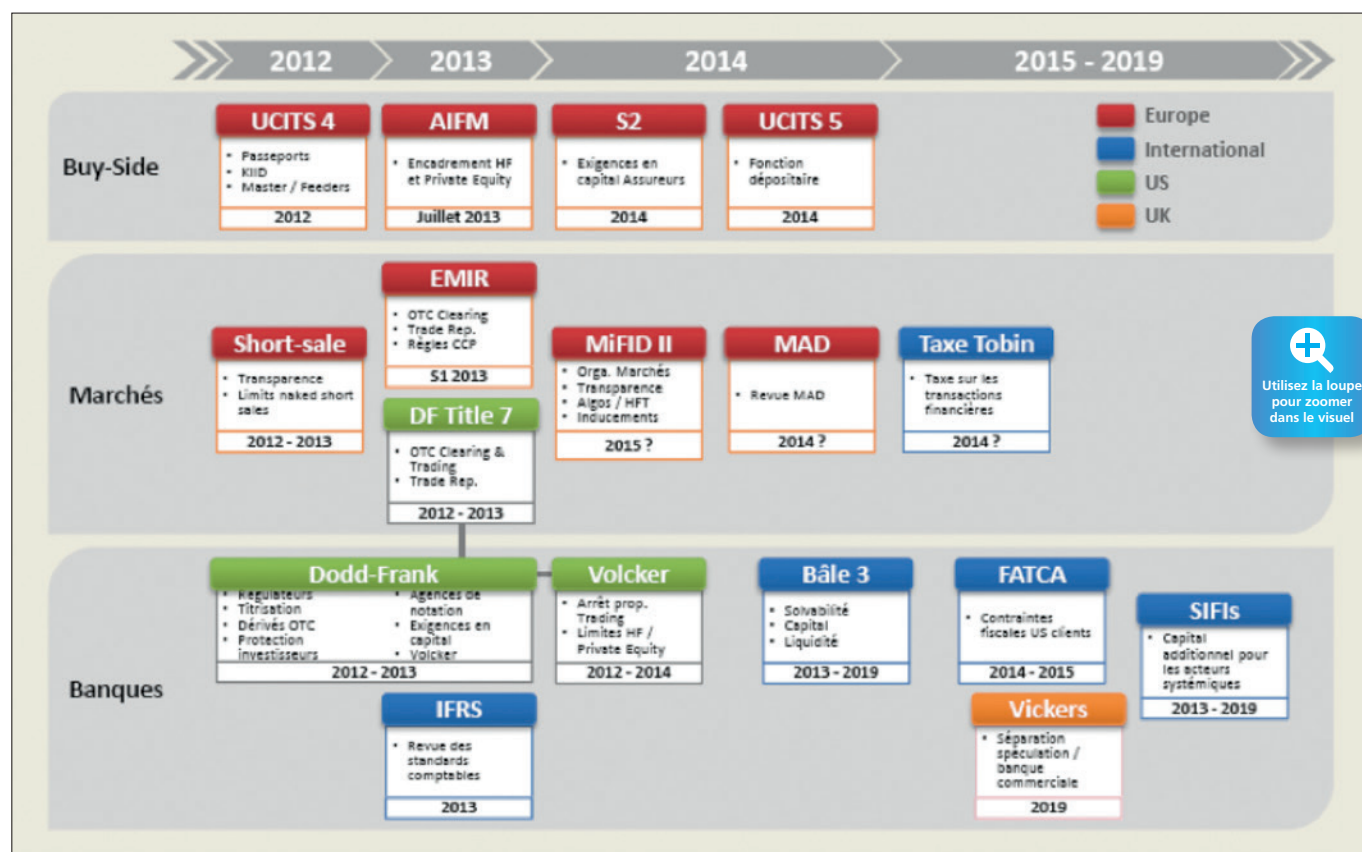 2012
2013
2014
2015 - 2019
Buy-Side
UCITS 4
• Passeports
• KIID
• Master / Feeders
2012
AIFM
• Encadrement HF
et Private Equity
Juillet 2013
S2
• Exigences en
capital Assureurs
2014
UCITS 5
• Fonction
dépositaire
2014
Europe
International
US
UK
Marchés
Short-sale
• Transparence
• Limits naked short
sales
2012 - 2013
EMIR
• OTC Clearing
• Trade Rep.
• Règles CCP
S1 2013
DF Title 7
• OTC Clearing &
Trading
• Trade Rep.
2012 - 2013
MiFID II
• Orga. Marchés
• Transparence
• Algos / HFT
• Inducements
2015 ?
MAD
• Revue MAD
2014 ?
Taxe Tobin
• Taxe sur les
transactions
financières
2014 ?
Utilisez la loupe
pour zoomer
dans le visuel
Banques
Dodd-Frank
• Régulateurs
• Titrisation
• Dérivés OTC
• Protection
investisseurs
• Agences de
notation
• Exigences en
capital
• Volcker
2012 - 2013
Volcker
• Arrêt prop.
Trading
• Limites HF /
Private Equity
2012 - 2014
Bâle 3
• Solvabilité
• Capital
• Liquidité
2013 - 2019
FATCA
• Contraintes
fiscales US clients
2014 - 2015
SIFIs
• Capital
additionnel pour
les acteurs
systémiques
2013 - 2019
IFRS
• Revue des
standards
comptables
2013
Vickers
• Séparation
spéculation /
banque
commerciale
2019